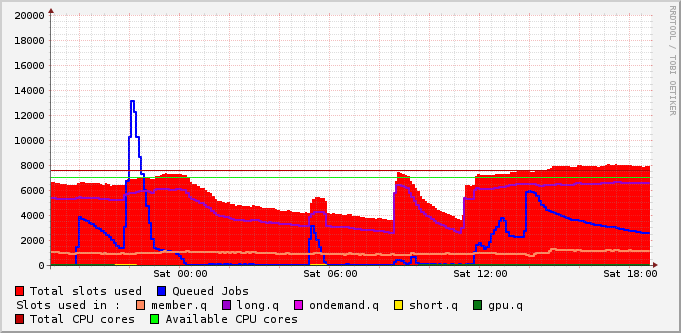 20000
18000
16000
14000
12000
10000
8000
6000
4000
2000
0
Sat 00:00 Sat 06:00 Sat 12:00 Sat 18:00
Total slots used Queued Jobs
Slots used in : member.q long.q ondemand.q short.q gpu.q
Total CPU cores Available CPU cores
RRDTOOL / TOBI OETIKER